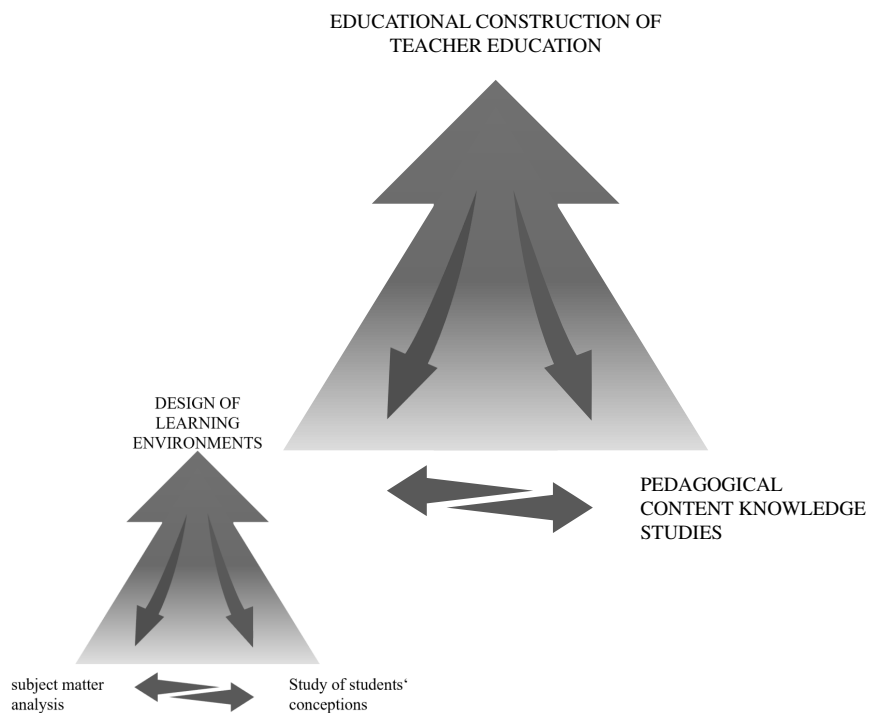 EDUCATIONAL CONSTRUCTION OF
TEACHER EDUCATION
DESIGN OF
LEARNING
ENVIRONMENTS
PEDAGOGICAL
CONTENT KNOWLEDGE
STUDIES
subject matter
analysis
Study of students‘
conceptions